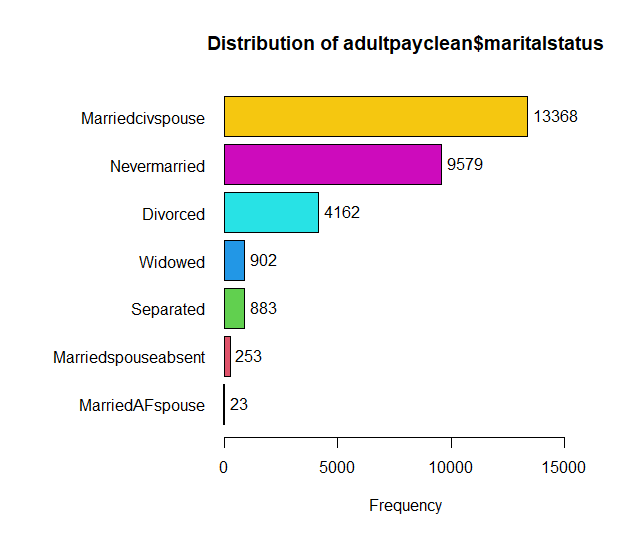 Distribution of adultpayclean$maritalstatus
Marriedcivspouse 13368
Nevermarried 9579
Divorced 4162
Widowed 902
Separated 883
Marriedspouseabsent 253
MarriedAFspouse 23
0 5000 10000 15000
Frequency